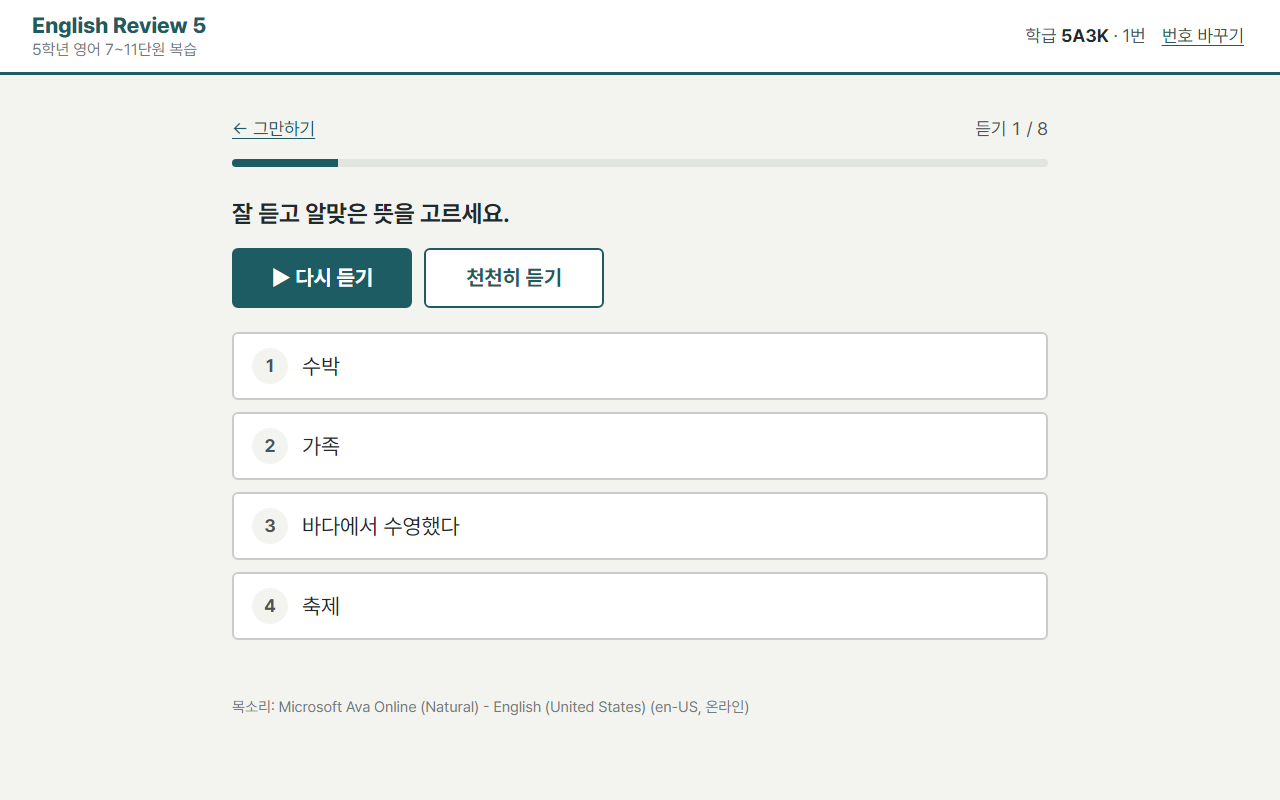 English Review 5
5학년 영어 7~11단원 복습
학급 5A3K · 1번 번호 바꾸기
← 그만하기
듣기 1 / 8
잘 듣고 알맞은 뜻을 고르세요.
▶ 다시 듣기
천천히 듣기
1 수박
2 가족
3 바다에서 수영했다
4 축제
목소리: Microsoft Ava Online (Natural) - English (United States) (en-US, 온라인)